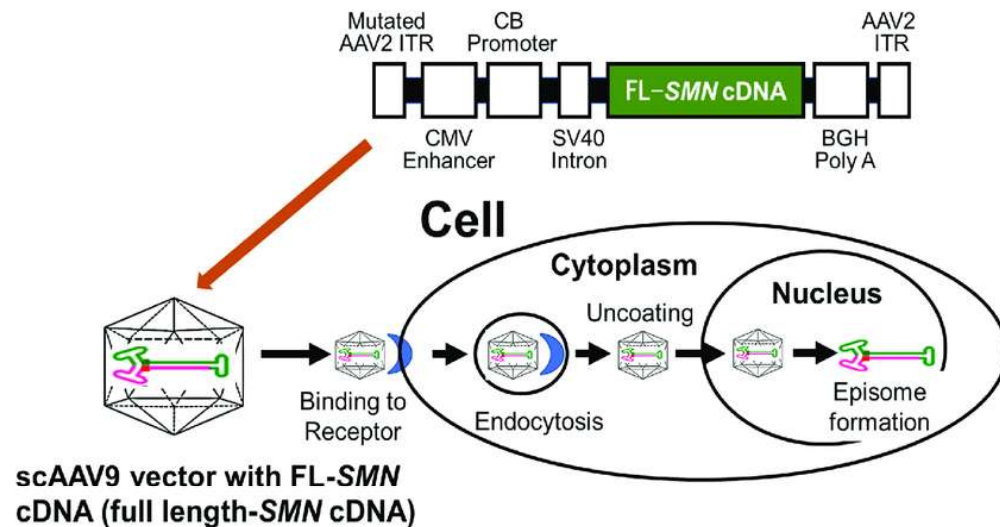 Mutated
AAV2 ITR
CB
Promoter
AAV2
ITR
FL-SMN cDNA
CMV
Enhancer
SV40
Intron
BGH
Poly A
Cell
Cytoplasm
Nucleus
Uncoating
Binding to
Receptor
Endocytosis
Episome
formation
scAAV9 vector with FL-SMN
cDNA (full length-SMN cDNA)